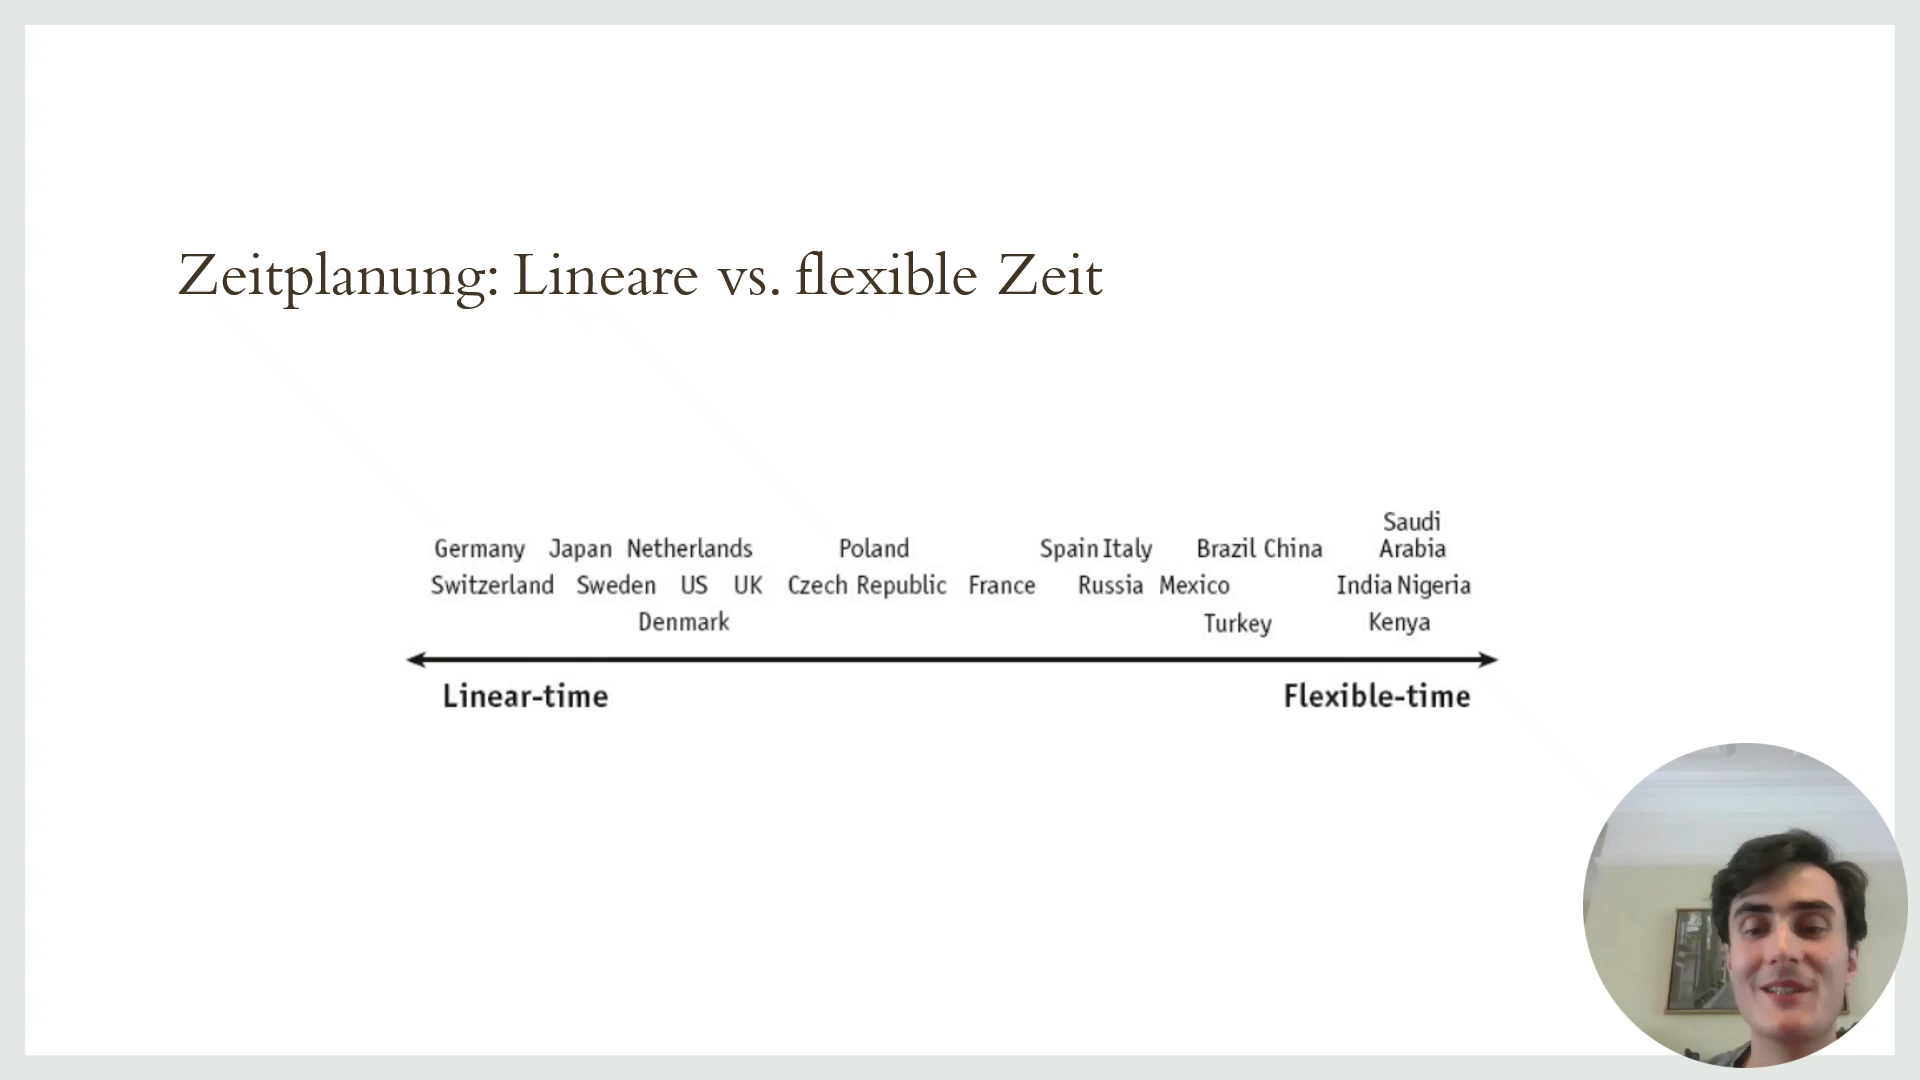 Zeitplanung: Lineare vs. flexible Zeit
Saudi
Germany Japan Netherlands Poland Spain Italy Brazil China Arabia
Switzerland Sweden US UK Czech Republic France Russia Mexico India Nigeria
Denmark Turkey Kenya
Linear-time Flexible-time